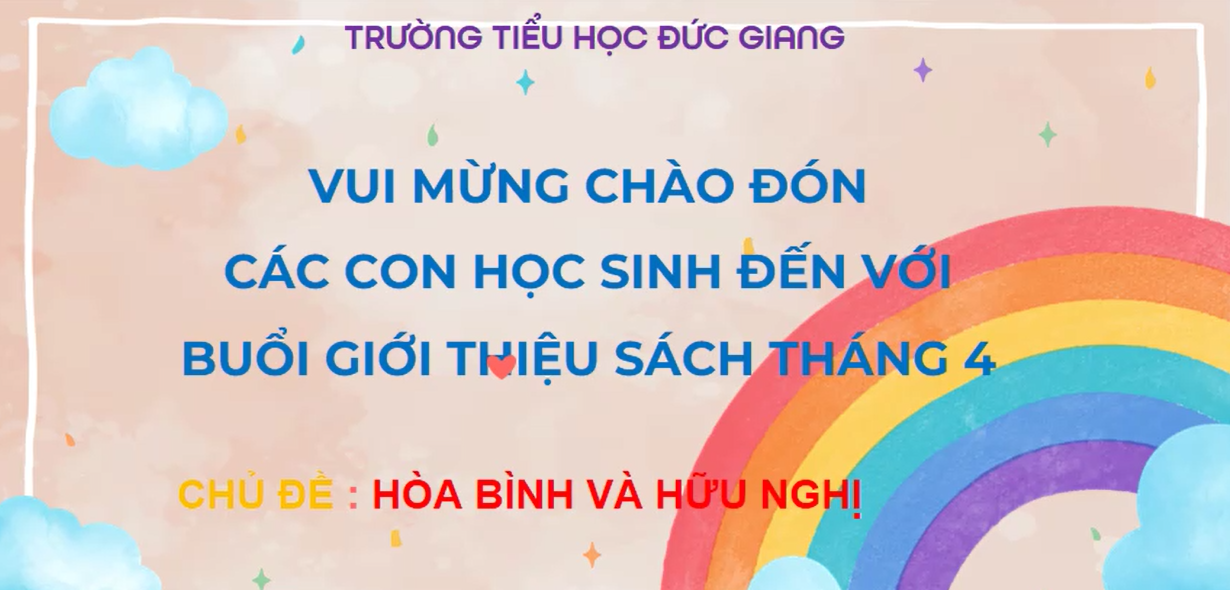 TRƯỜNG TIỂU HỌC ĐỨC GIANG
VUI MỪNG CHÀO ĐÓN
CÁC CON HỌC SINH ĐẾN VỚI
BUỔI GIỚI THIỆU SÁCH THÁNG 4
CHỦ ĐỀ : HÒA BÌNH VÀ HỮU NGHỊ